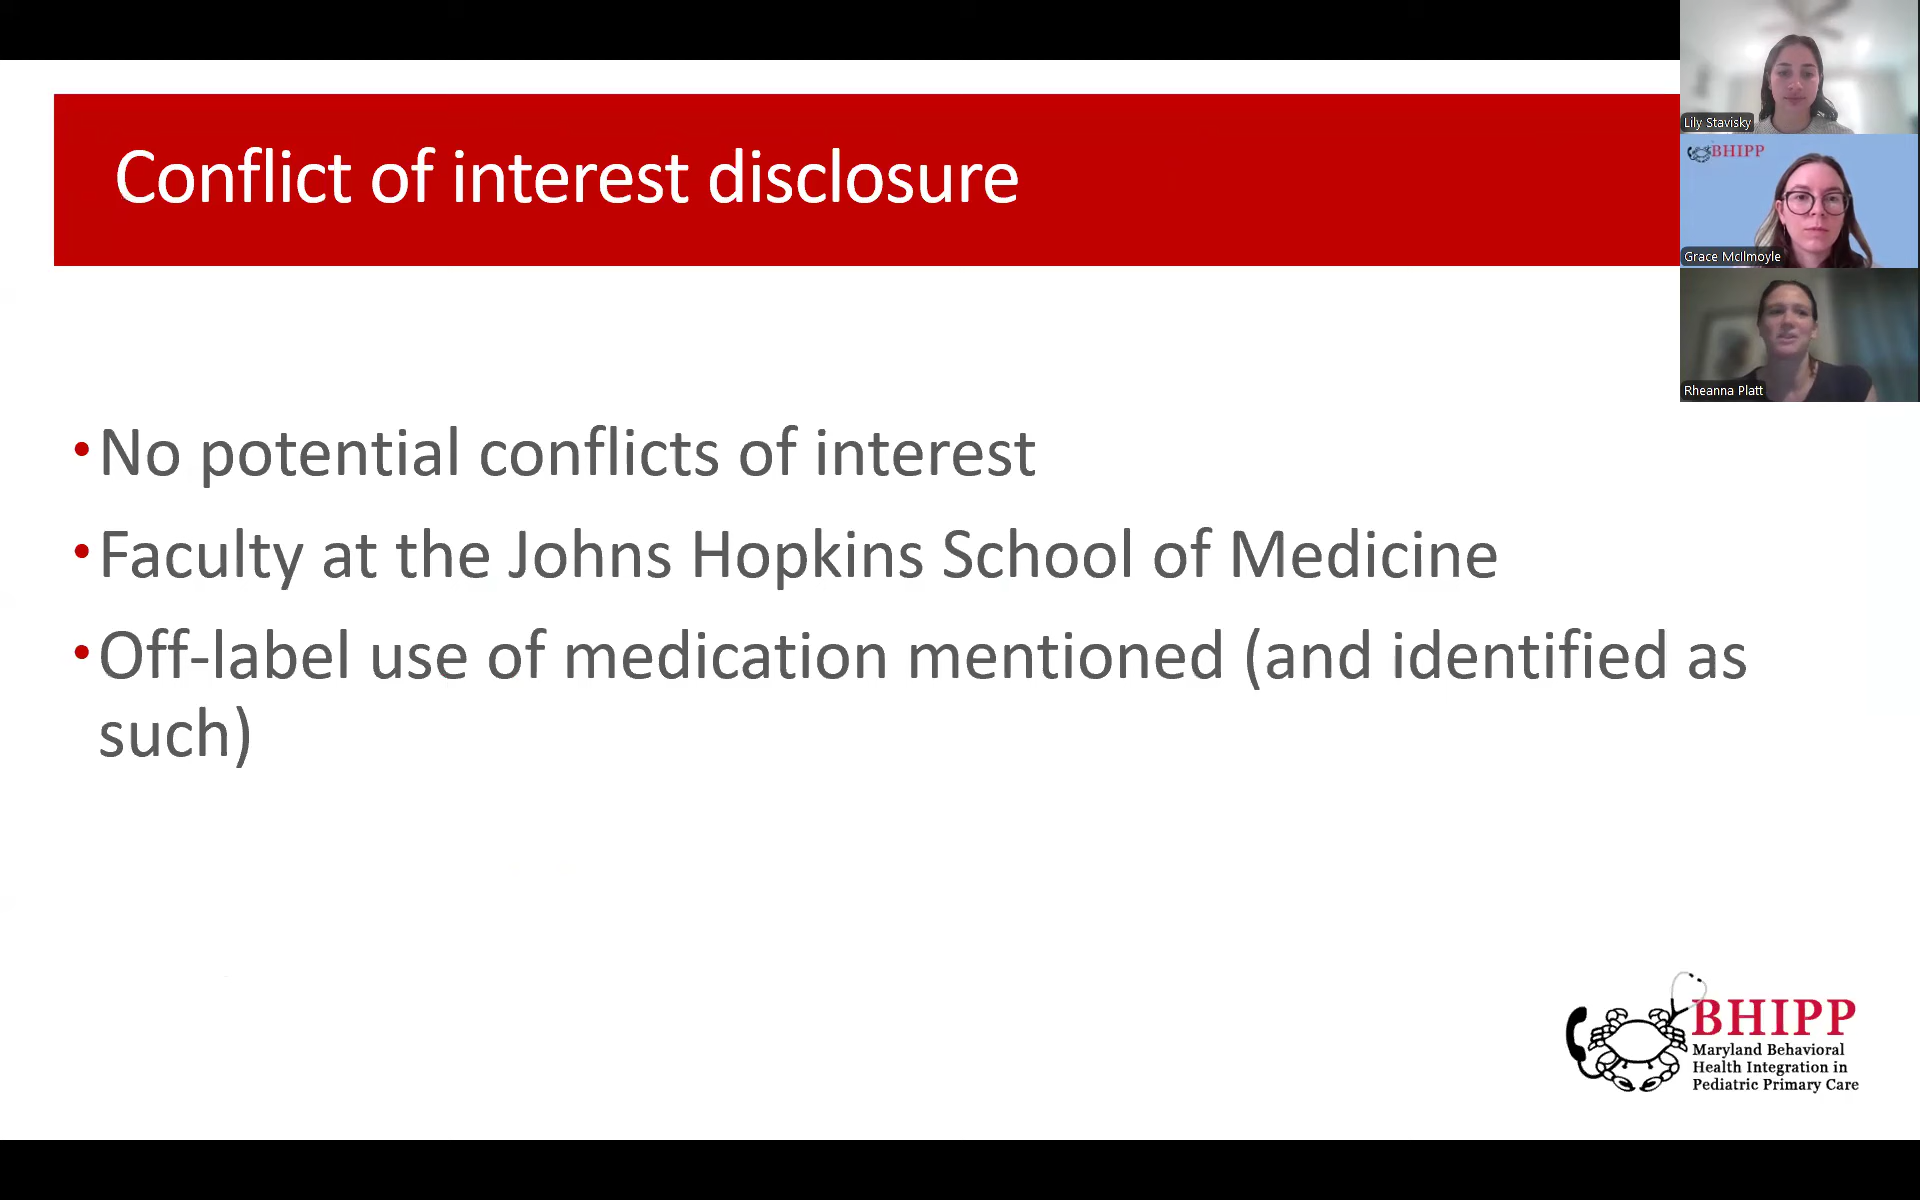 Conflict of interest disclosure
• No potential conflicts of interest
• Faculty at the Johns Hopkins School of Medicine
• Off-label use of medication mentioned (and identified as
such)
Lily Stavisky
BHIPP
Grace McIlmoyle
Rheanna Platt
BHIPP
Maryland Behavioral
Health Integration in
Pediatric Primary Care